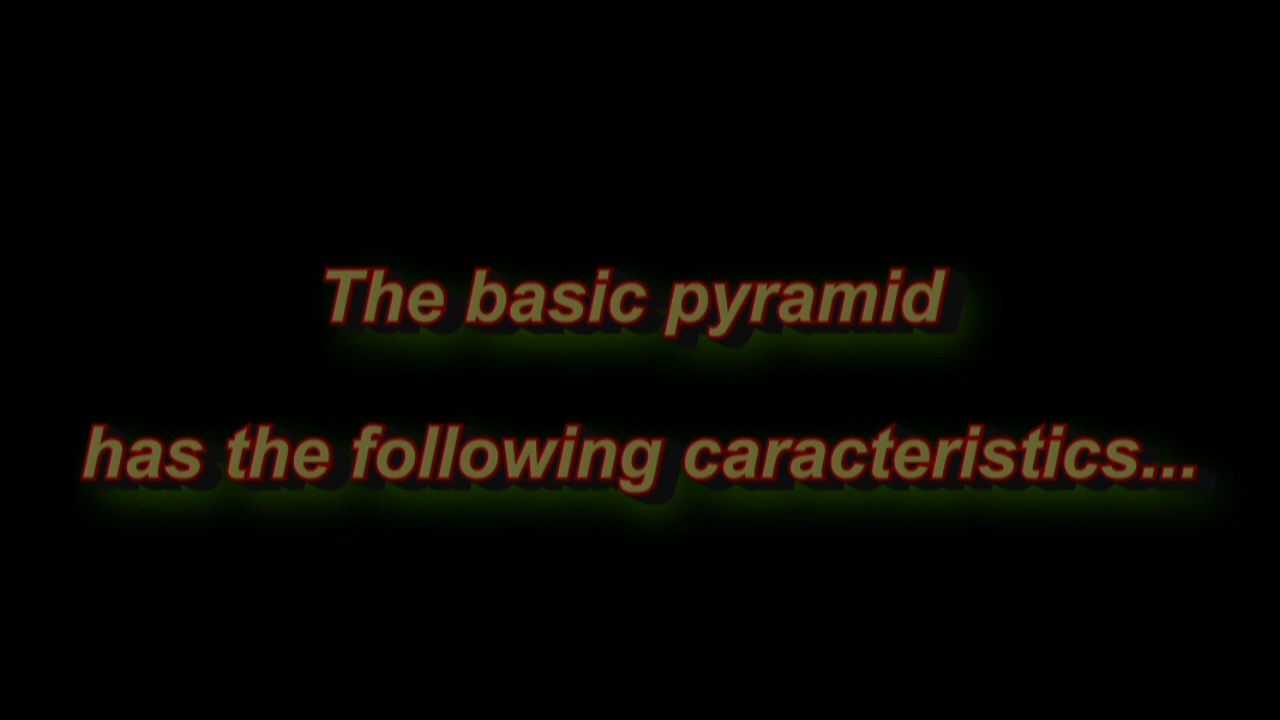 The basic pyramid
has the following caracteristics...